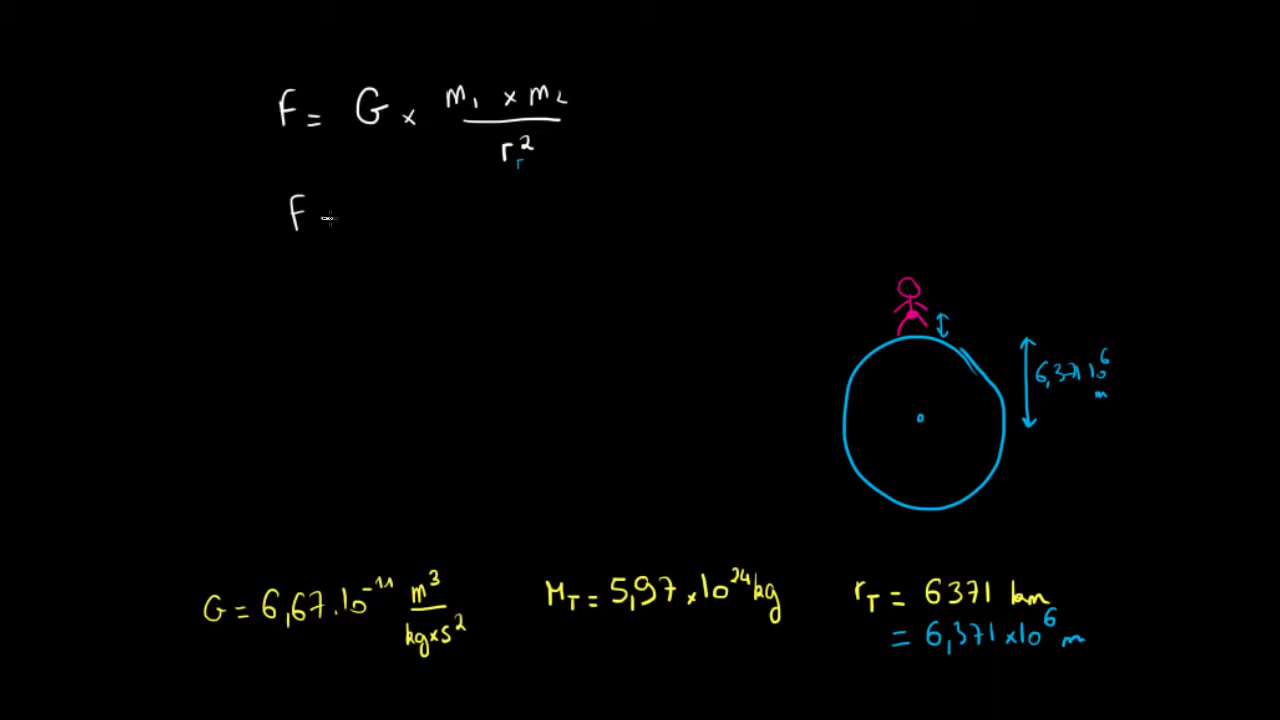 F = G × m₁ × m₂ / r²
r
F -
6,371 10⁶
m
G = 6,67.10⁻¹¹ m³ / kg×s²
M_T = 5,97 × 10²⁴ kg
r_T = 6371 km
= 6,371×10⁶ m